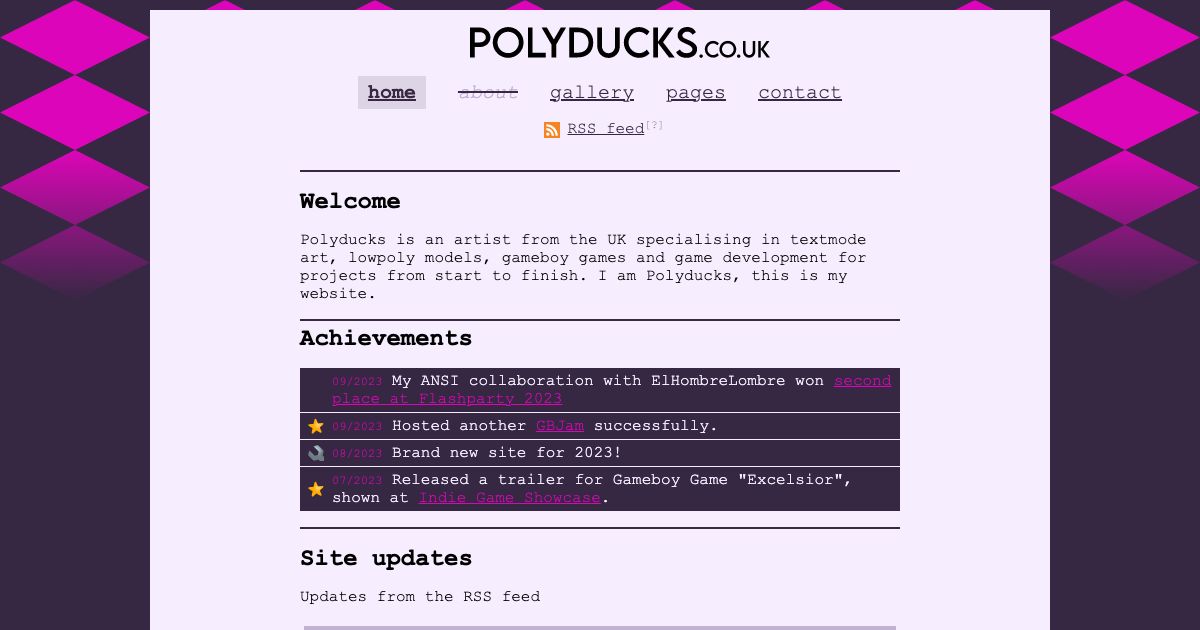 POLYDUCKS.CO.UK
home about gallery pages contact
RSS feed[?]
Welcome
Polyducks is an artist from the UK specialising in textmode
art, lowpoly models, gameboy games and game development for
projects from start to finish. I am Polyducks, this is my
website.
Achievements
09/2023 My ANSI collaboration with ElHombreLombre won second
place at Flashparty 2023
09/2023 Hosted another GBJam successfully.
08/2023 Brand new site for 2023!
07/2023 Released a trailer for Gameboy Game "Excelsior",
shown at Indie Game Showcase.
Site updates
Updates from the RSS feed